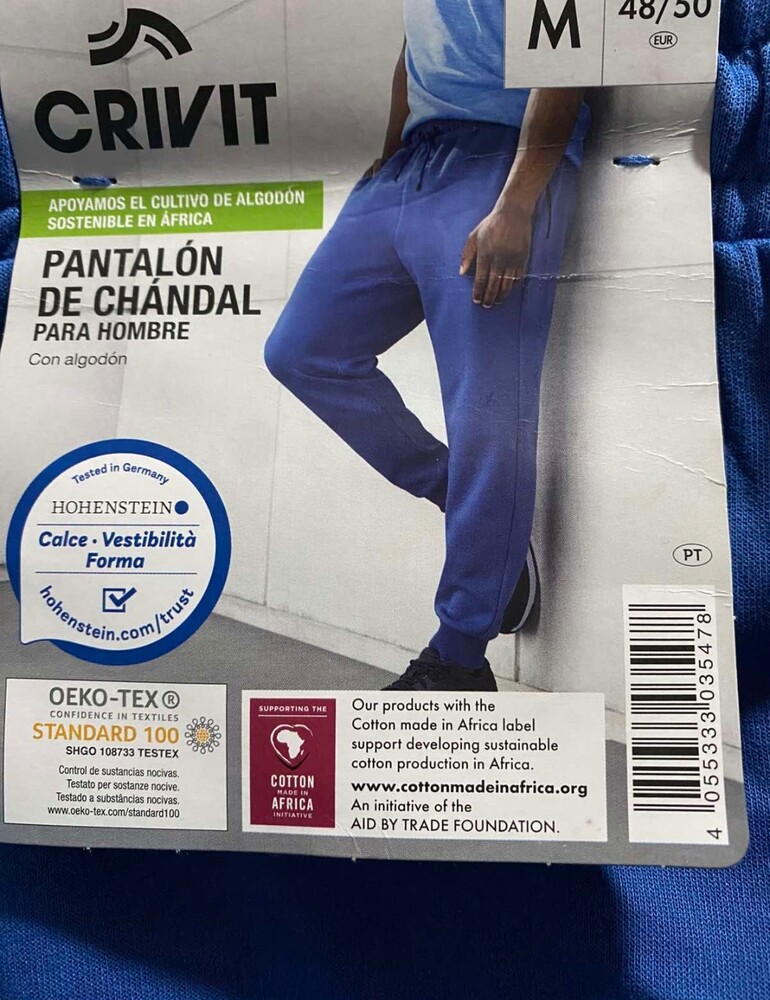 M
48/50
EUR
CRIVIT
APOYAMOS EL CULTIVO DE ALGODÓN
SOSTENIBLE EN ÁFRICA
PANTALÓN
DE CHÁNDAL
PARA HOMBRE
Con algodón
Tested in Germany
HOHENSTEIN
Calce · Vestibilità
Forma
hohenstein.com/trust
PT
OEKO-TEX®
CONFIDENCE IN TEXTILES
STANDARD 100
SHGO 108733 TESTEX
Control de sustancias nocivas.
Testato per sostanze nocive.
Testado a substâncias nocivas.
www.oeko-tex.com/standard100
SUPPORTING THE
COTTON
MADE IN
AFRICA
INITIATIVE
Our products with the
Cotton made in Africa label
support developing sustainable
cotton production in Africa.
www.cottonmadeinafrica.org
An initiative of the
AID BY TRADE FOUNDATION.
4 055333 035478